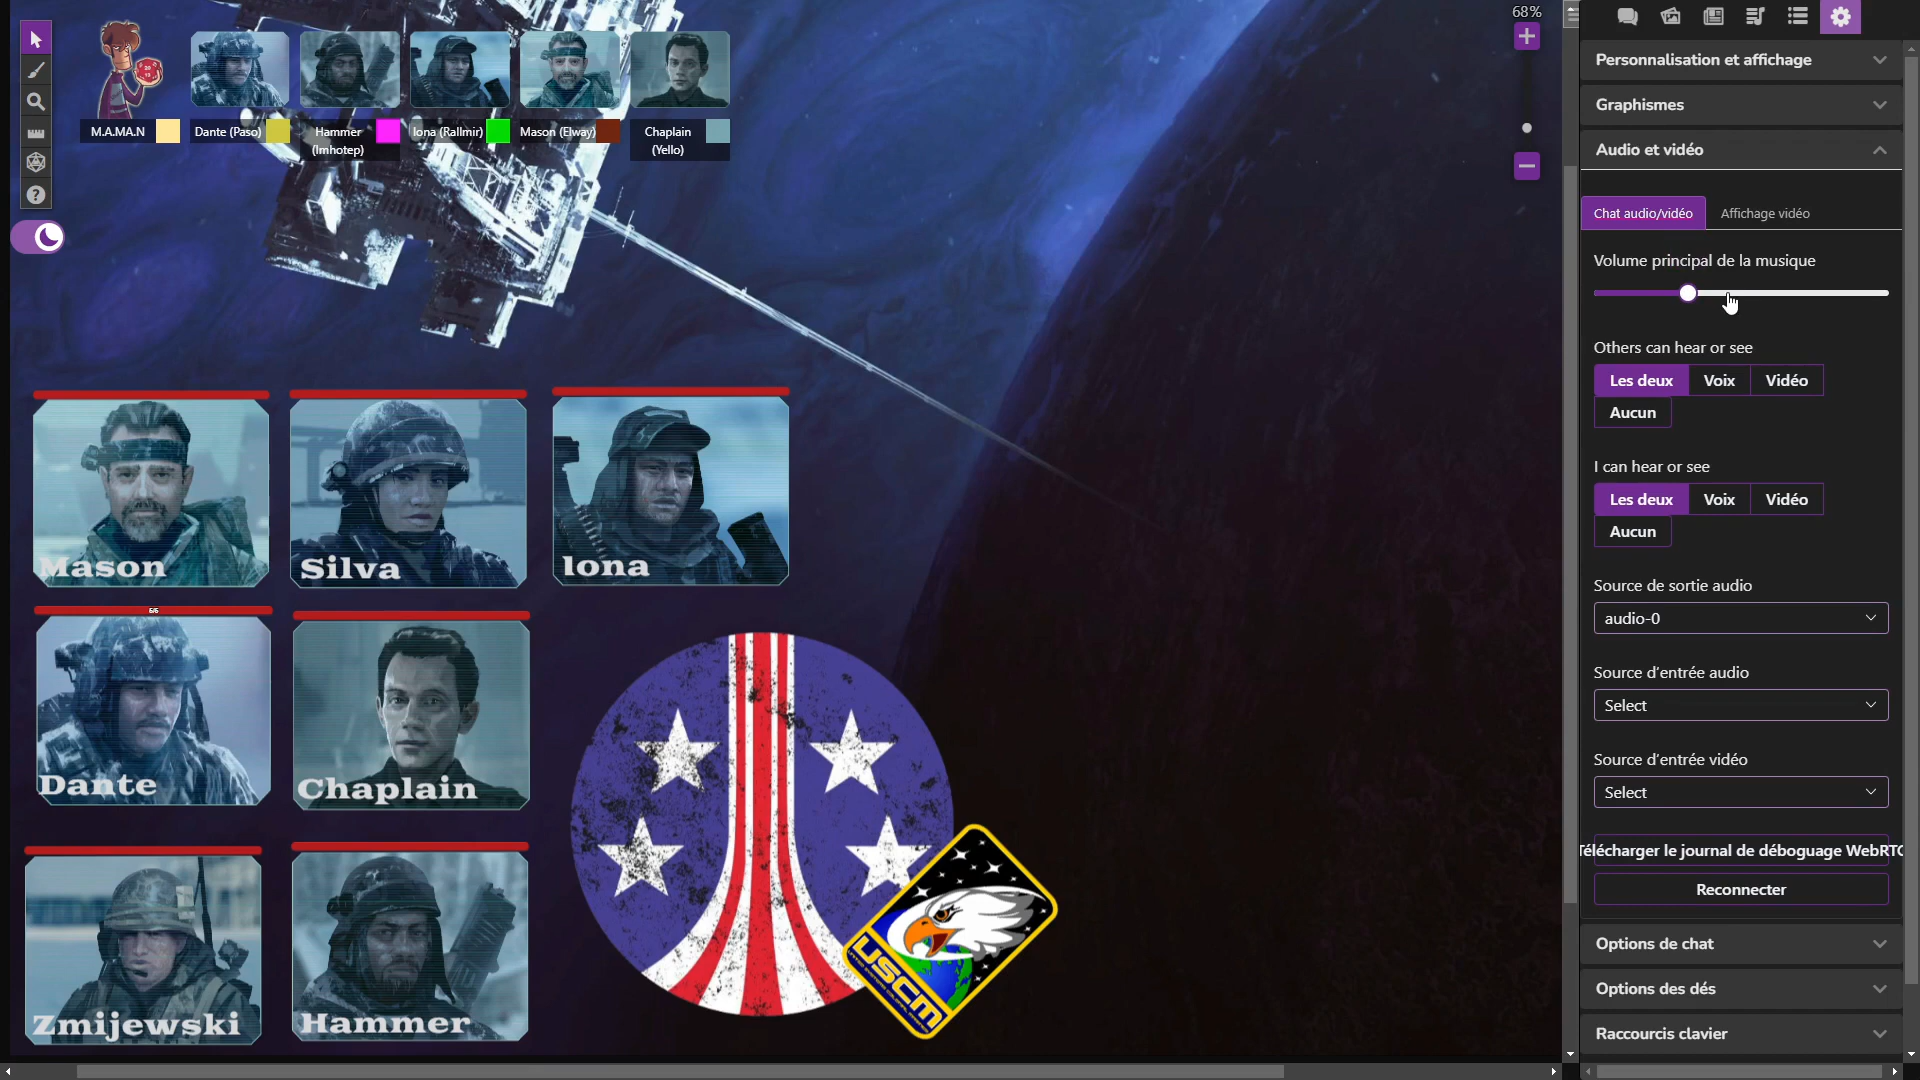 68%
M.A.MA.N
Dante (Paso)
Hammer
(Imhotep)
Iona (Rallmir)
Mason (Elway)
Chaplain
(Yello)
Mason
Silva
Iona
6/6
Dante
Chaplain
Zmijewski
Hammer
USCM
Personnalisation et affichage
Graphismes
Audio et vidéo
Chat audio/vidéo
Affichage vidéo
Volume principal de la musique
Others can hear or see
Les deux
Voix
Vidéo
Aucun
I can hear or see
Les deux
Voix
Vidéo
Aucun
Source de sortie audio
audio-0
Source d'entrée audio
Select
Source d'entrée vidéo
Select
Télécharger le journal de déboguage WebRTC
Reconnecter
Options de chat
Options des dés
Raccourcis clavier